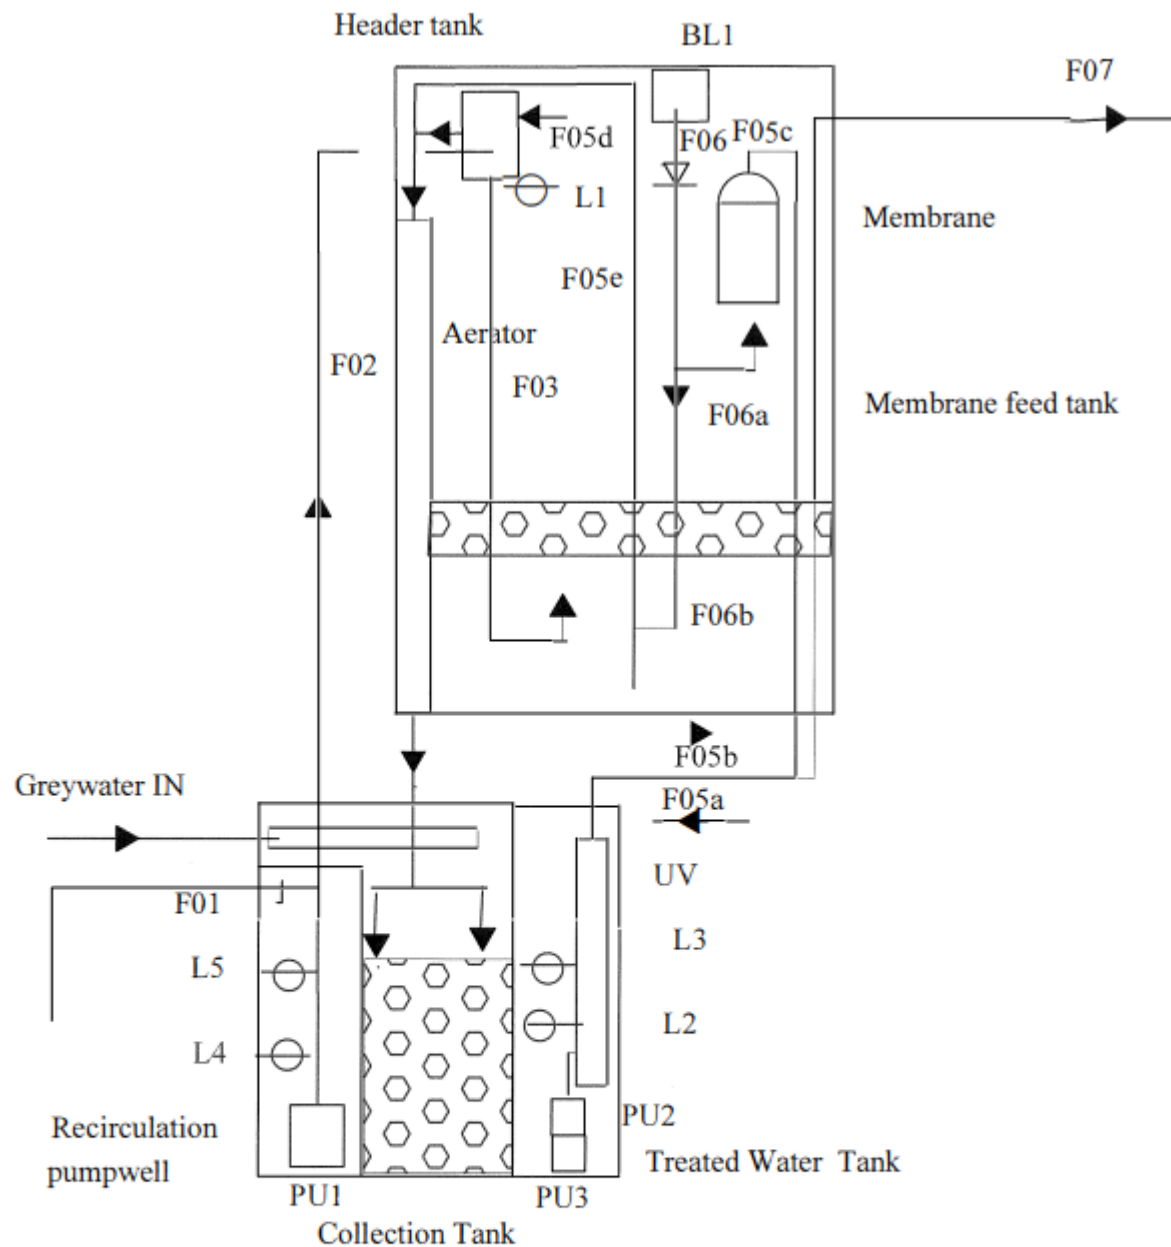 Header tank
BL1
F07
F05d
F06
F05c
L1
Membrane
F05e
Aerator
F02
F03
F06a
Membrane feed tank
F06b
F05b
Greywater IN
F05a
UV
F01
L3
L5
L2
L4
PU2
Recirculation
pumpwell
Treated Water Tank
PU1
PU3
Collection Tank